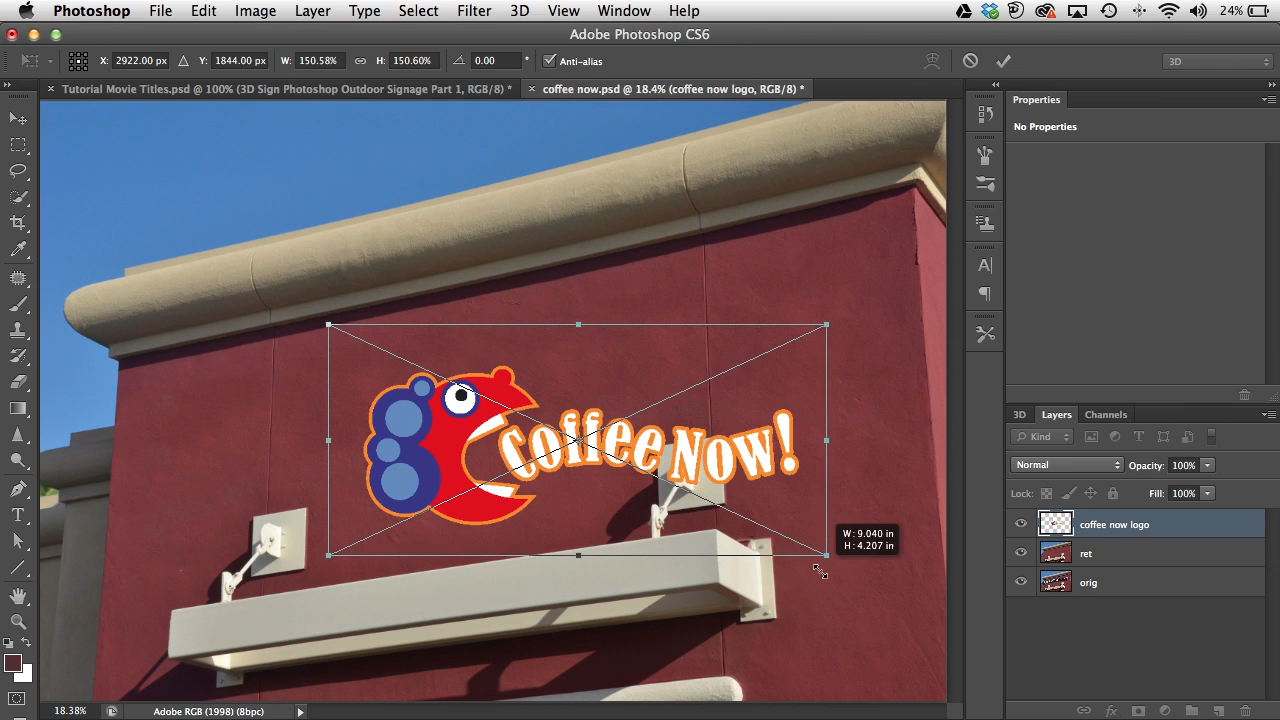 Photoshop File Edit Image Layer Type Select Filter 3D View Window Help 24%
Adobe Photoshop CS6
X: 2922.00 px Y: 1844.00 px W: 150.58% H: 150.60% 0.00 ° Anti-alias 3D
Tutorial Movie Titles.psd @ 100% (3D Sign Photoshop Outdoor Signage Part 1, RGB/8) * coffee now.psd @ 18.4% (coffee now logo, RGB/8) *
Properties
No Properties
Coffee Now!
W: 9.040 in
H: 4.207 in
3D Layers Channels
Kind
Normal Opacity: 100%
Lock: Fill: 100%
coffee now logo
ret
orig
18.38% Adobe RGB (1998) (8bpc)